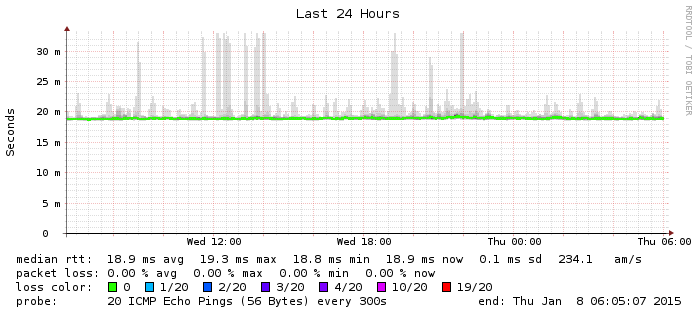 Last 24 Hours
RRDTOOL / TOBI OETIKER
Seconds
30 m
25 m
20 m
15 m
10 m
5 m
0
Wed 12:00 Wed 18:00 Thu 00:00 Thu 06:00
median rtt: 18.9 ms avg 19.3 ms max 18.8 ms min 18.9 ms now 0.1 ms sd 234.1 am/s
packet loss: 0.00 % avg 0.00 % max 0.00 % min 0.00 % now
loss color: 0 1/20 2/20 3/20 4/20 10/20 19/20
probe: 20 ICMP Echo Pings (56 Bytes) every 300s end: Thu Jan 8 06:05:07 2015